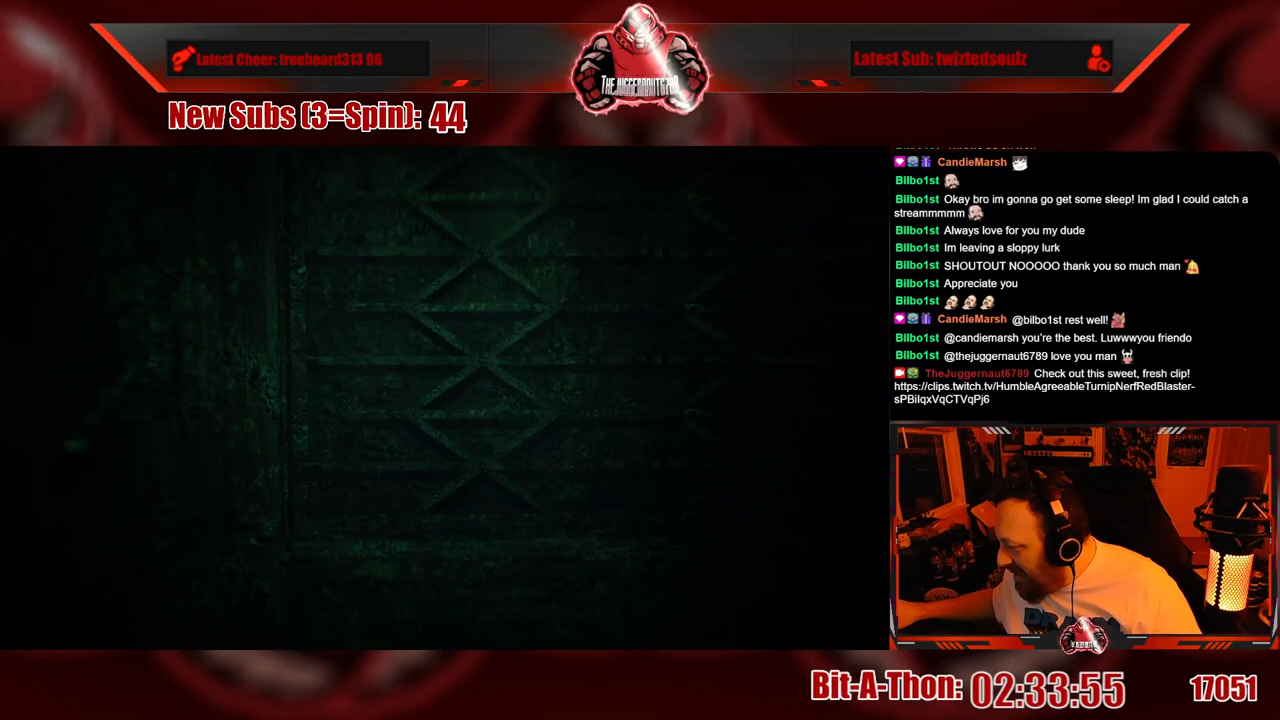 Latest Cheer: treebeard313 96
THEJUGGERNAUT6789
Latest Sub: twiztedsoulz
New Subs (3=Spin): 44
CandieMarsh
Bilbo1st
Bilbo1st Okay bro im gonna go get some sleep! Im glad I could catch a
streammmmm
Bilbo1st Always love for you my dude
Bilbo1st Im leaving a sloppy lurk
Bilbo1st SHOUTOUT NOOOOO thank you so much man
Bilbo1st Appreciate you
Bilbo1st
CandieMarsh @bilbo1st rest well!
Bilbo1st @candiemarsh you're the best. Luwwwyou friendo
Bilbo1st @thejuggernaut6789 love you man
TheJuggernaut6789 Check out this sweet, fresh clip!
https://clips.twitch.tv/HumbleAgreeableTurnipNerfRedBlaster-
sPBiIqxVqCTVqPj6
Bit-A-Thon: 02:33:55 17051